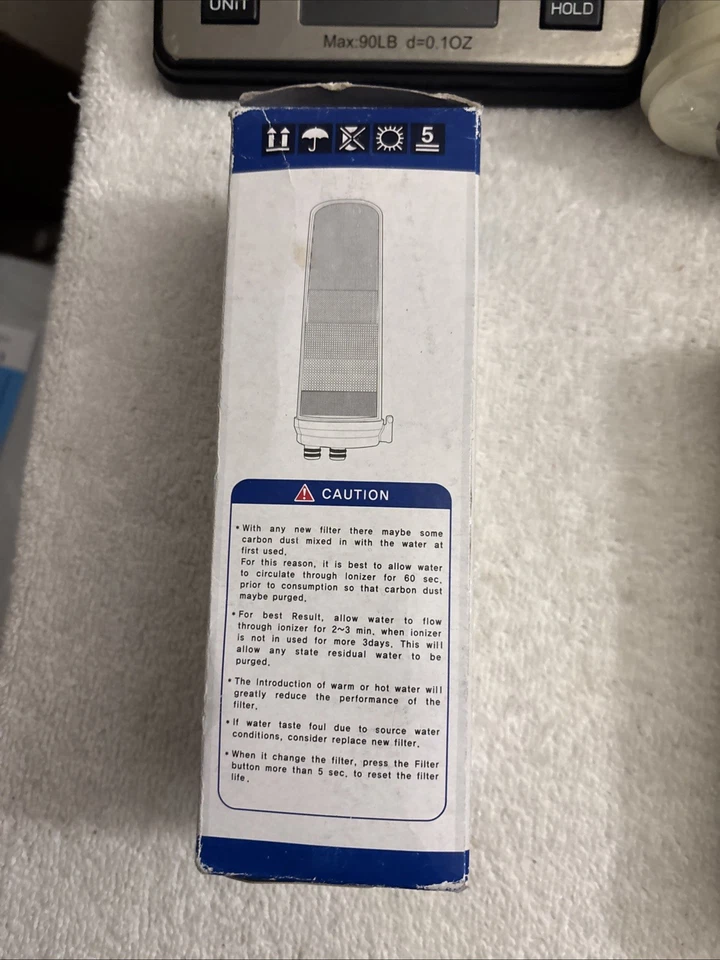 UNIT
HOLD
Max:90LB d=0.1OZ
5
CAUTION
* With any new filter there maybe some
carbon dust mixed in with the water at
first used.
For this reason, it is best to allow water
to circulate through Ionizer for 60 sec.
prior to consumption so that carbon dust
maybe purged.
* For best Result, allow water to flow
through ionizer for 2~3 min. when ionizer
is not in used for more 3days. This will
allow any state residual water to be
purged.
* The Introduction of warm or hot water will
greatly reduce the performance of the
filter.
* If water taste foul due to source water
conditions, consider replace new filter.
* When it change the filter, press the Filter
button more than 5 sec. to reset the filter
life.